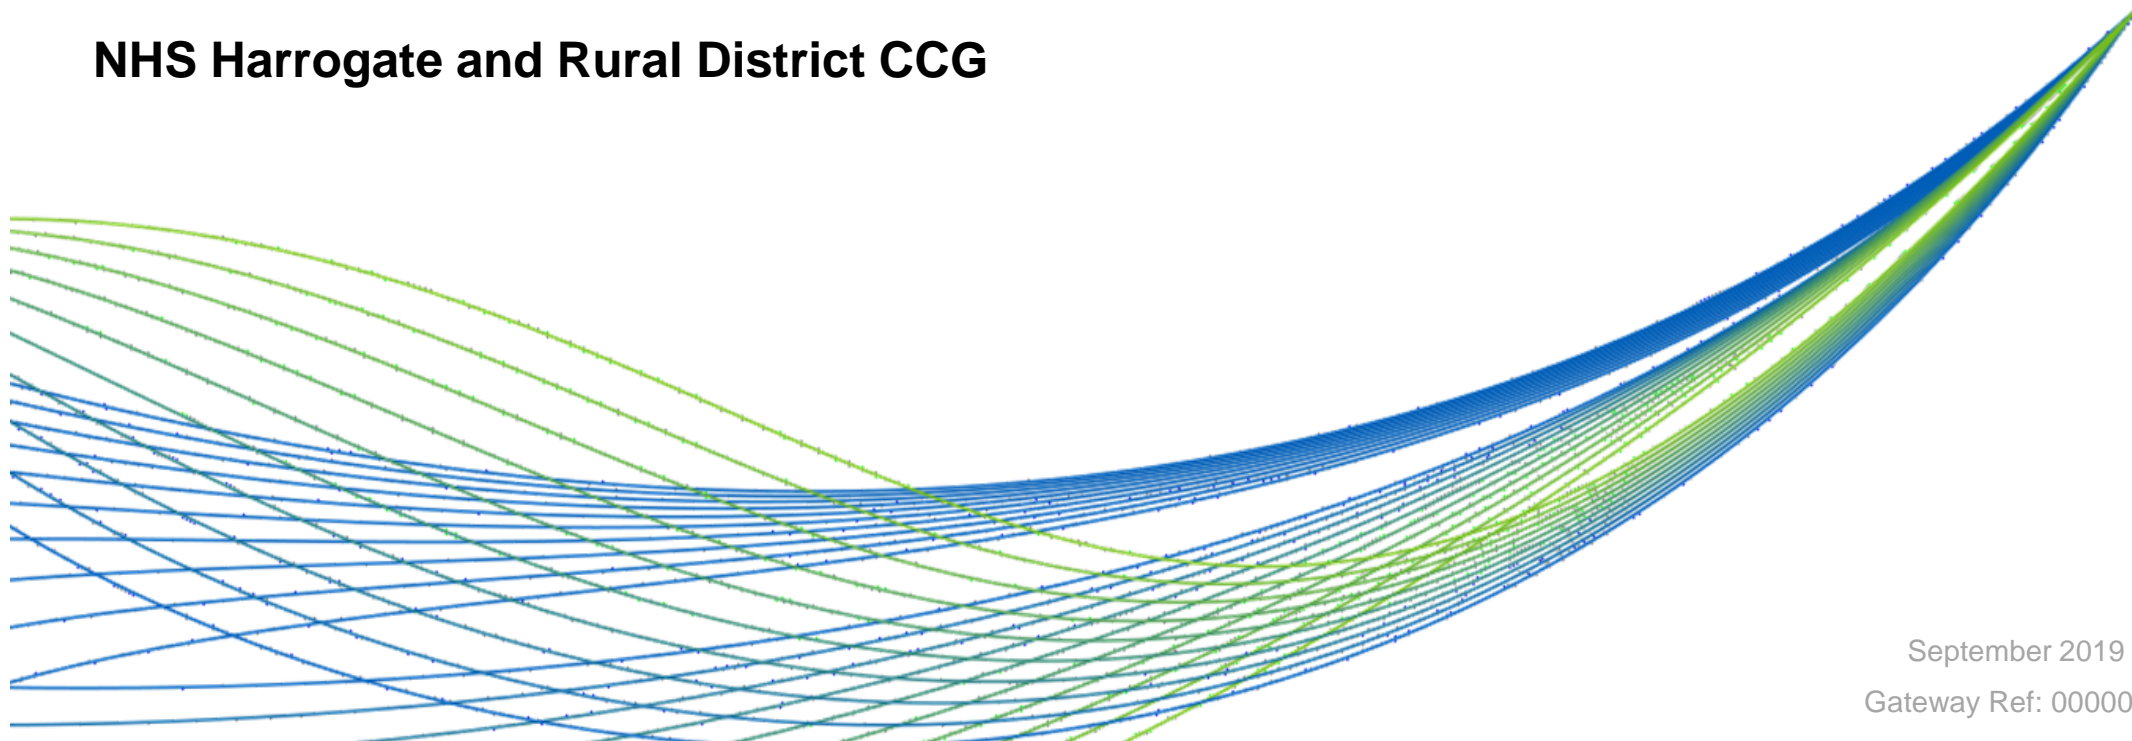 NHS Harrogate and Rural District CCG
September 2019
Gateway Ref: 00000